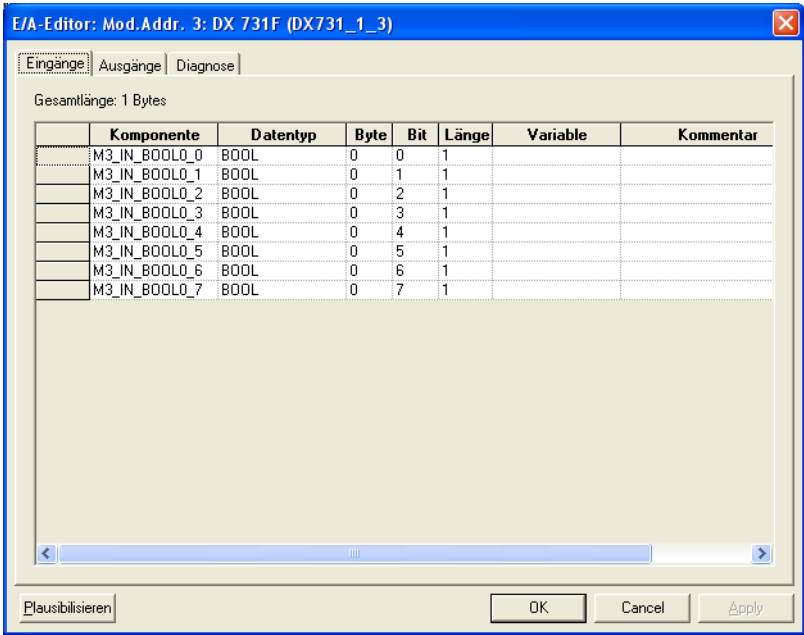 E/A-Editor: Mod.Addr. 3: DX 731F (DX731_1_3)
Eingänge Ausgänge Diagnose
Gesamtlänge: 1 Bytes
Komponente Datentyp Byte Bit Länge Variable Kommentar
M3_IN_BOOL0_0 BOOL 0 0 1
M3_IN_BOOL0_1 BOOL 0 1 1
M3_IN_BOOL0_2 BOOL 0 2 1
M3_IN_BOOL0_3 BOOL 0 3 1
M3_IN_BOOL0_4 BOOL 0 4 1
M3_IN_BOOL0_5 BOOL 0 5 1
M3_IN_BOOL0_6 BOOL 0 6 1
M3_IN_BOOL0_7 BOOL 0 7 1
Plausibilisieren OK Cancel Apply